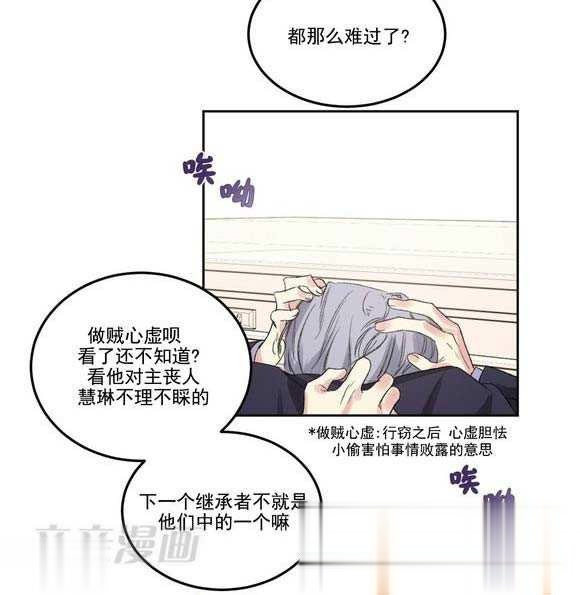 都那么难过了?
唉
呦
做贼心虚呗
看了还不知道?
看他对主丧人
慧琳不理不睬的
*做贼心虚:行窃之后 心虚胆怯
小偷害怕事情败露的意思
下一个继承者不就是
他们中的一个嘛
唉
呦
漫画